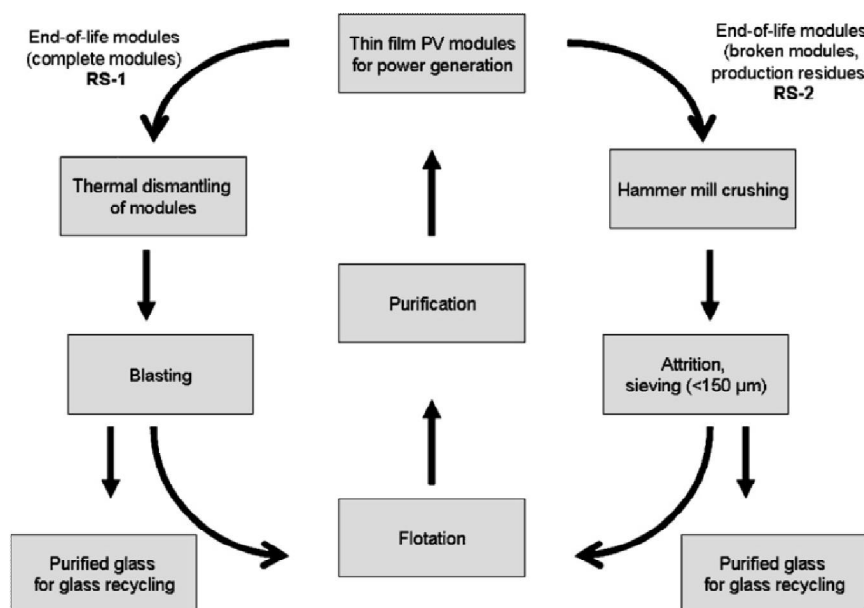 End-of-life modules
(complete modules)
RS-1
Thin film PV modules
for power generation
End-of-life modules
(broken modules,
production residues
RS-2
Thermal dismantling
of modules
Hammer mill crushing
Purification
Blasting
Attrition,
sieving (<150 µm)
Flotation
Purified glass
for glass recycling
Purified glass
for glass recycling